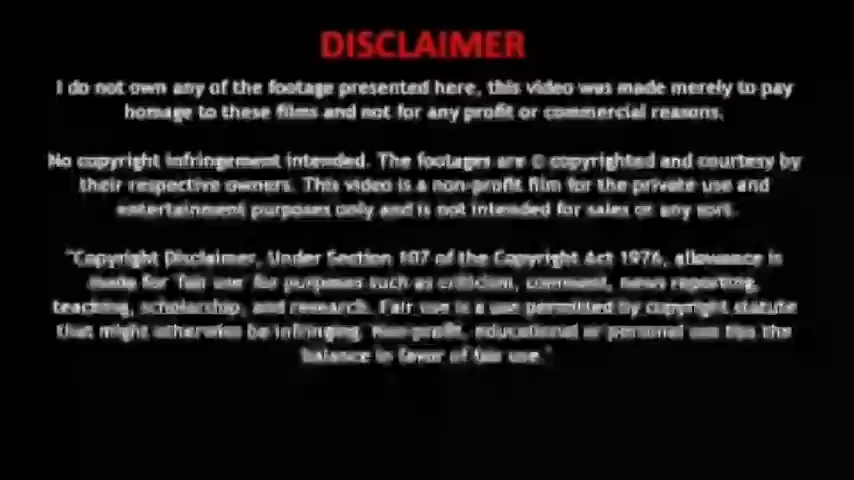 DISCLAIMER
I do not own any of the footage presented here, this video was made merely to pay
homage to these films and not for any profit or commercial reasons.
No copyright infringement intended. The footages are © copyrighted and courtesy by
their respective owners. This video is a non-profit film for the private use and
entertainment purposes only and is not intended for sales or any sort.
"Copyright Disclaimer, Under Section 107 of the Copyright Act 1976, allowance is
made for 'fair use' for purposes such as criticism, comment, news reporting,
teaching, scholarship, and research. Fair use is a use permitted by copyright statute
that might otherwise be infringing. Non-profit, educational or personal use tips the
balance in favor of fair use."